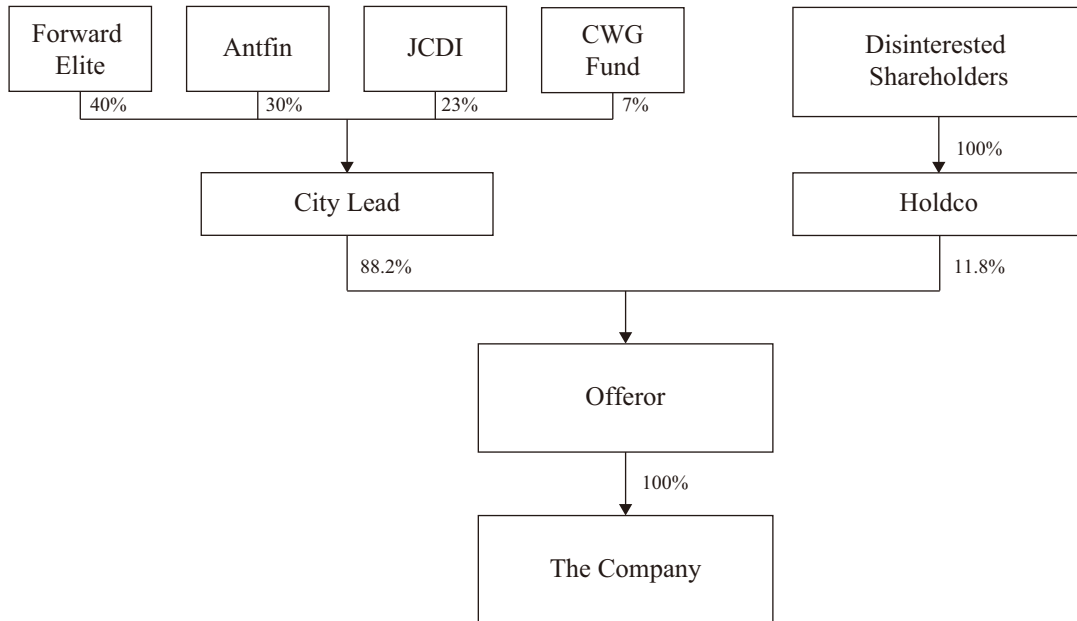 Forward
Elite
Antfin
JCDI
CWG
Fund
Disinterested
Shareholders
40%
30%
23%
7%
100%
City Lead
Holdco
88.2%
11.8%
Offeror
100%
The Company